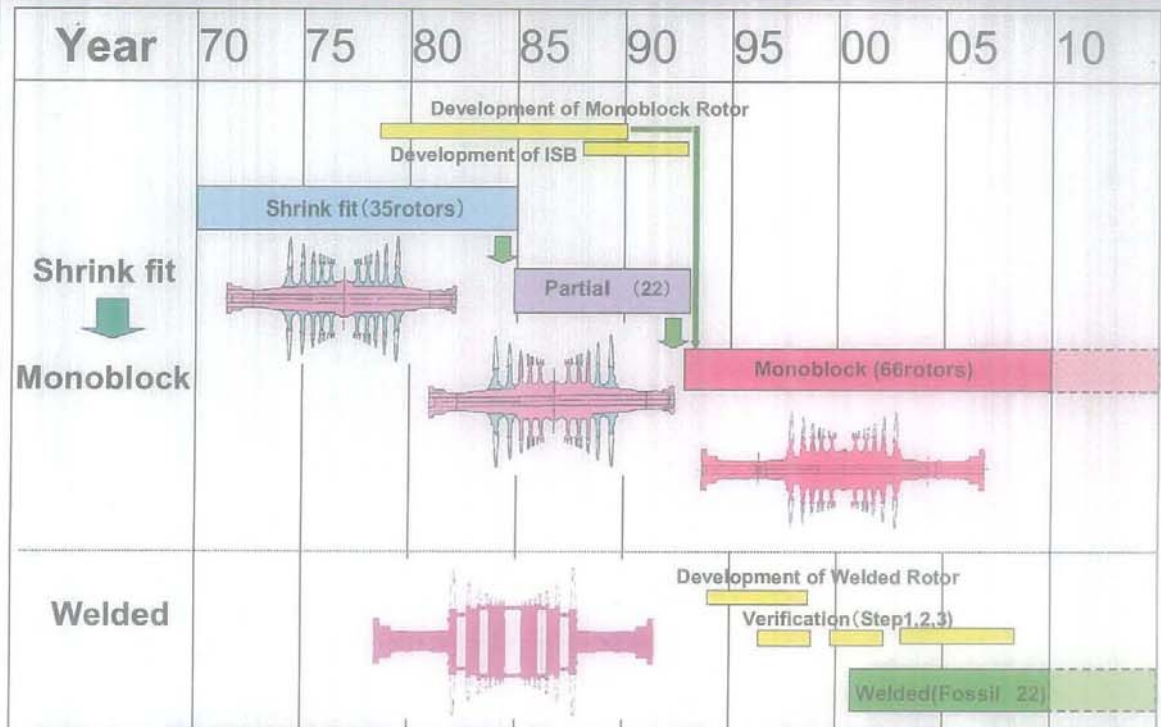 Year 70 75 80 85 90 95 00 05 10
Development of Monoblock Rotor
Development of ISB
Shrink fit(35rotors)
Shrink fit
Partial (22)
Monoblock
Monoblock (66rotors)
Development of Welded Rotor
Welded
Verification(Step1,2,3)
Welded(Fossil 22)